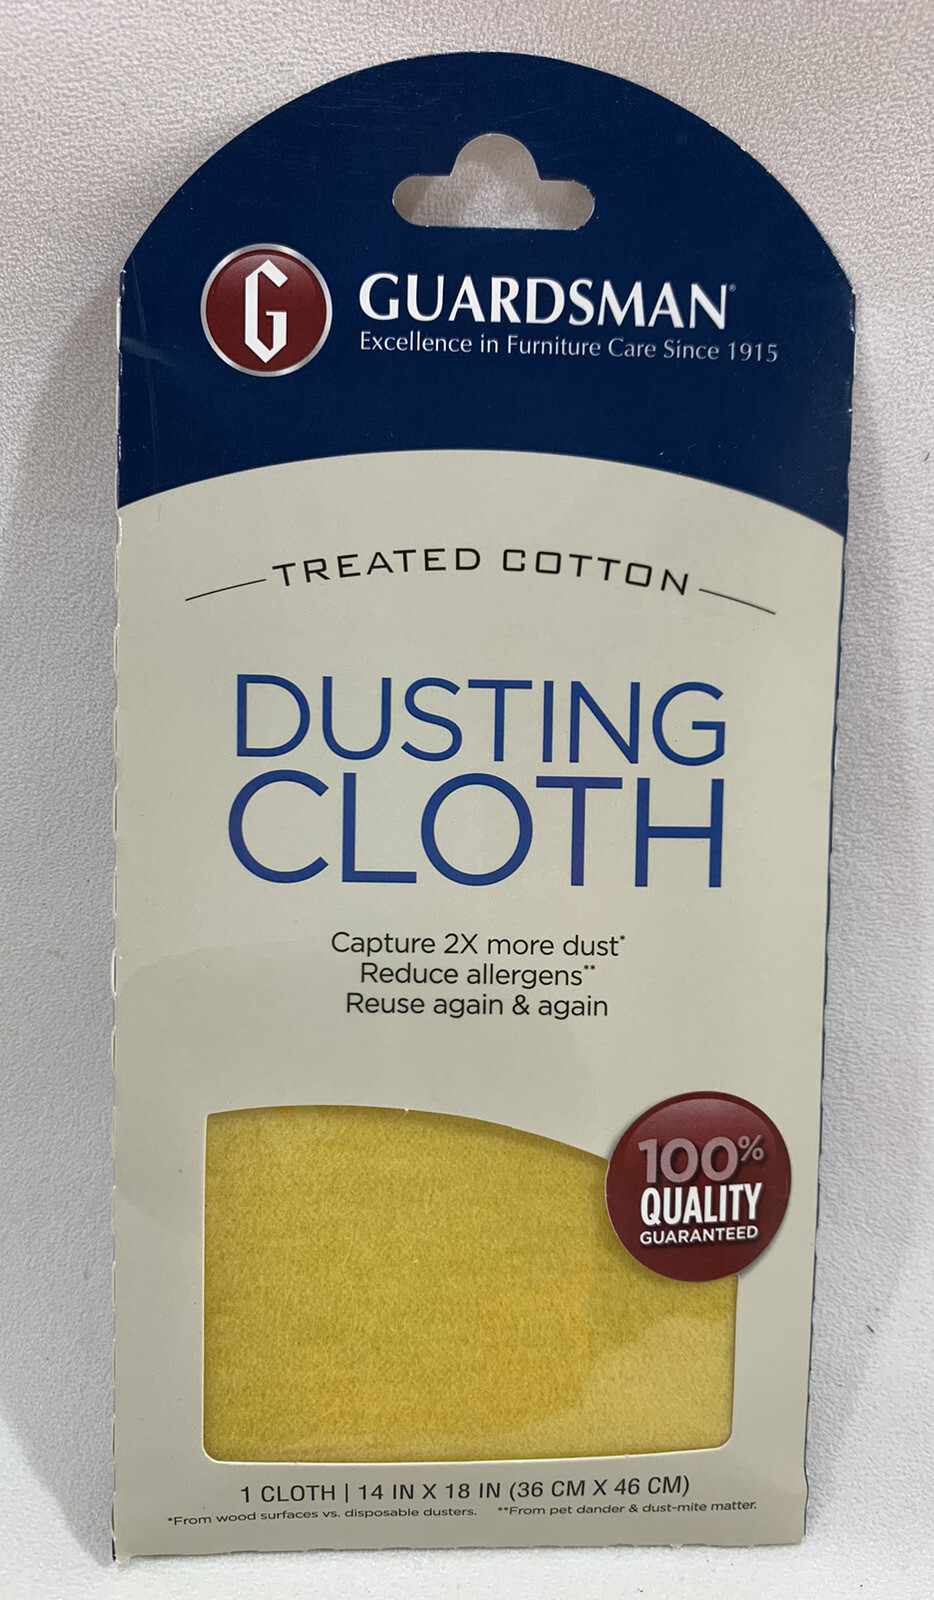 G
GUARDSMAN®
Excellence in Furniture Care Since 1915
TREATED COTTON
DUSTING
CLOTH
Capture 2X more dust*
Reduce allergens**
Reuse again & again
100%
QUALITY
GUARANTEED
1 CLOTH | 14 IN X 18 IN (36 CM X 46 CM)
*From wood surfaces vs. disposable dusters. **From pet dander & dust-mite matter.